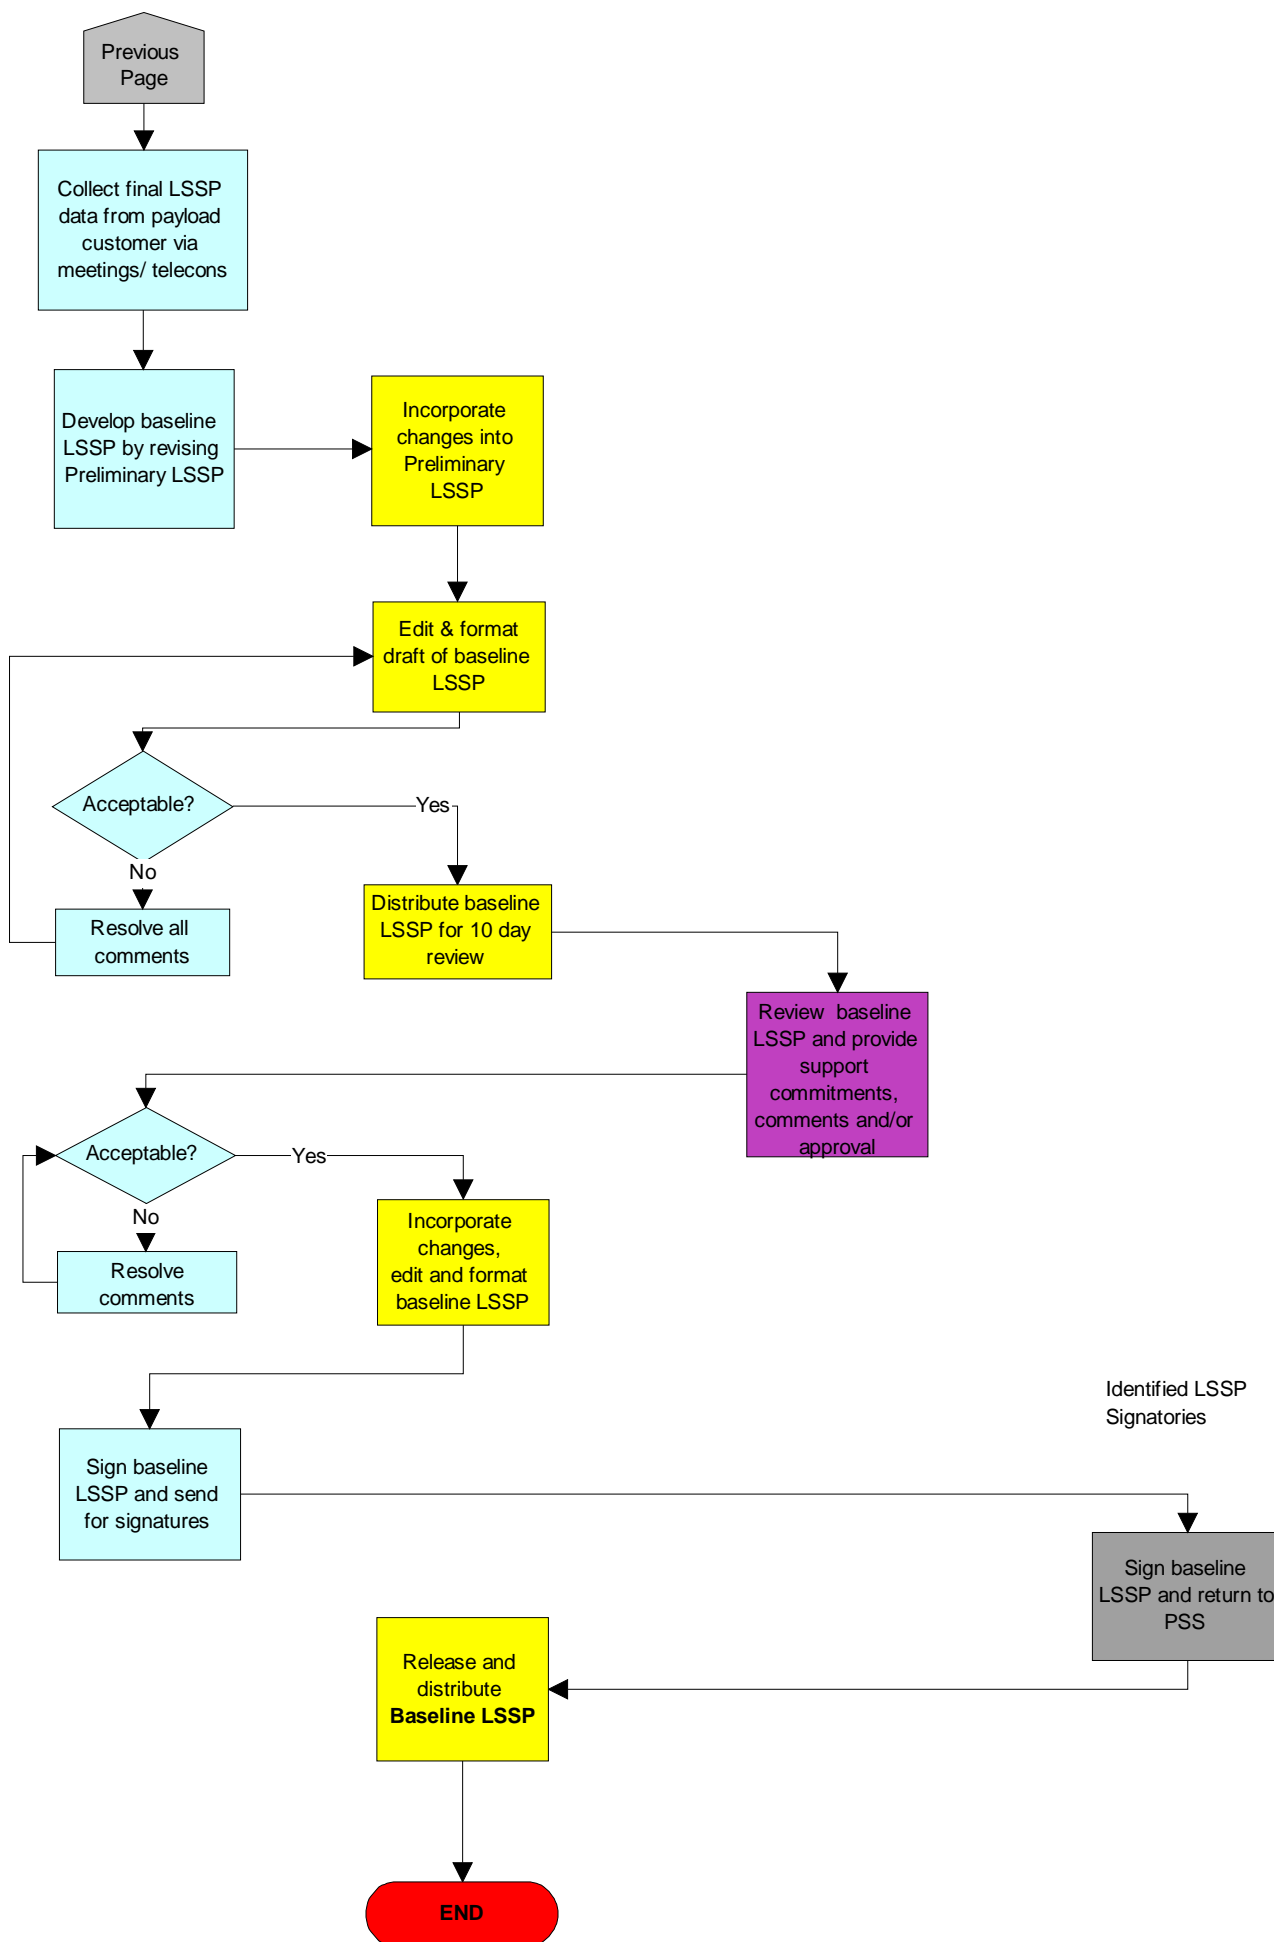 Previous
Page
Collect final LSSP
data from payload
customer via
meetings/ telecons
Develop baseline
LSSP by revising
Preliminary LSSP
Incorporate
changes into
Preliminary
LSSP
Edit & format
draft of baseline
LSSP
Acceptable?
Yes
No
Resolve all
comments
Distribute baseline
LSSP for 10 day
review
Review baseline
LSSP and provide
support
commitments,
comments and/or
approval
Acceptable?
Yes
No
Resolve
comments
Incorporate
changes,
edit and format
baseline LSSP
Identified LSSP
Signatories
Sign baseline
LSSP and send
for signatures
Sign baseline
LSSP and return to
PSS
Release and
distribute
Baseline LSSP
END